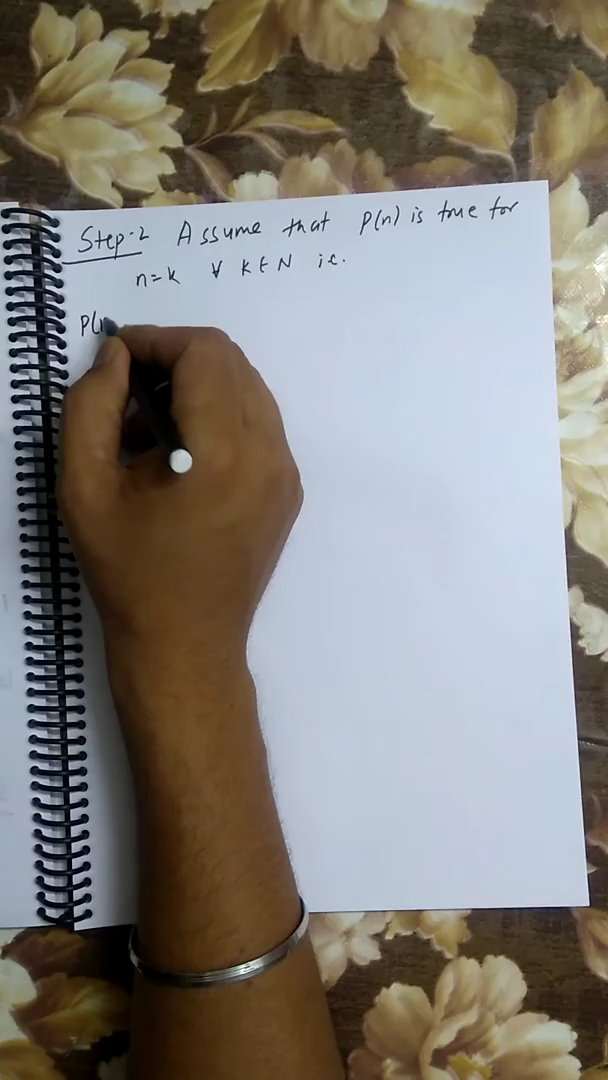 Step-2 Assume that P(n) is true for
n=k ∀ k∈N i.e.
P(